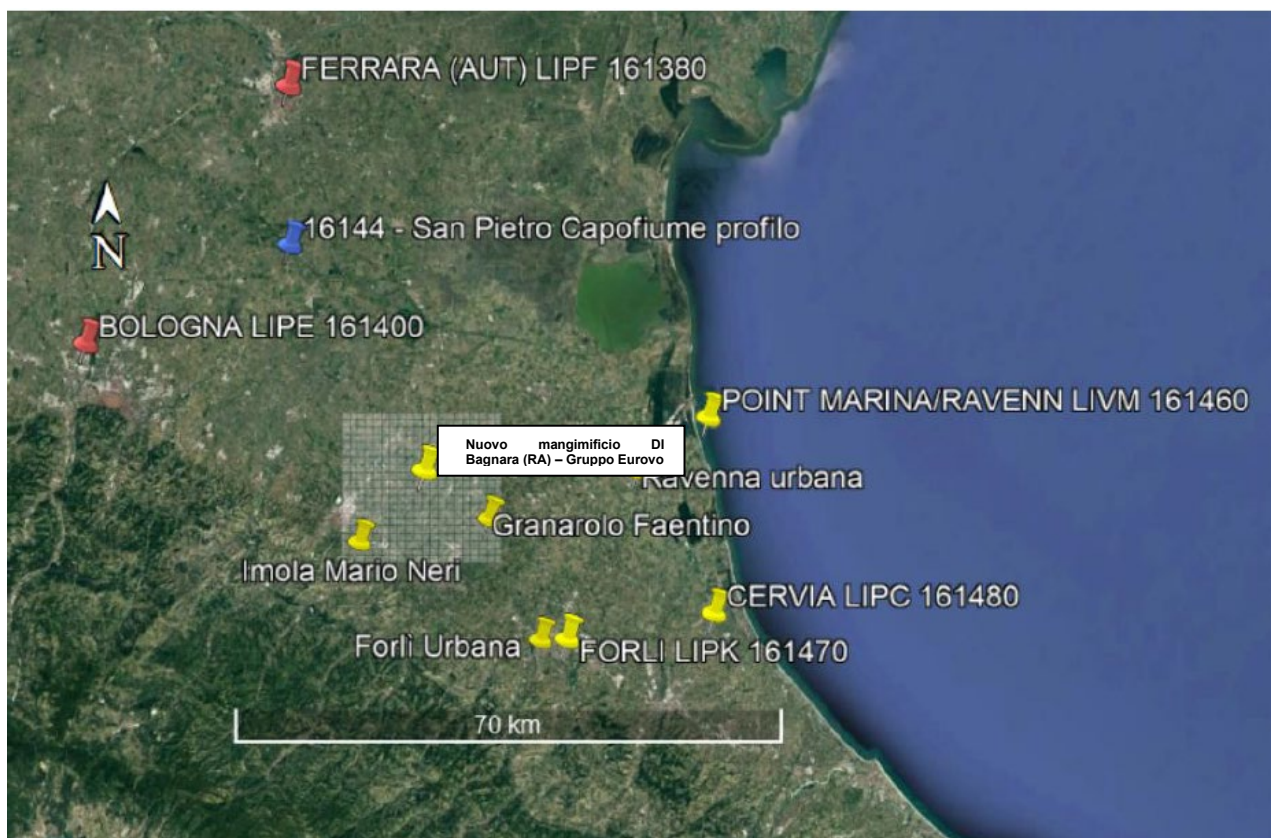 FERRARA (AUT) LIPF 161380
16144 - San Pietro Capofiume profilo
N
BOLOGNA LIPE 161400
POINT MARINA/RAVENN LIVM 161460
Nuovo mangimificio DI
Bagnara (RA) – Gruppo Eurovo
Ravenna urbana
Granarolo Faentino
Imola Mario Neri
CERVIA LIPC 161480
Forlì Urbana
FORLI LIPK 161470
70 km